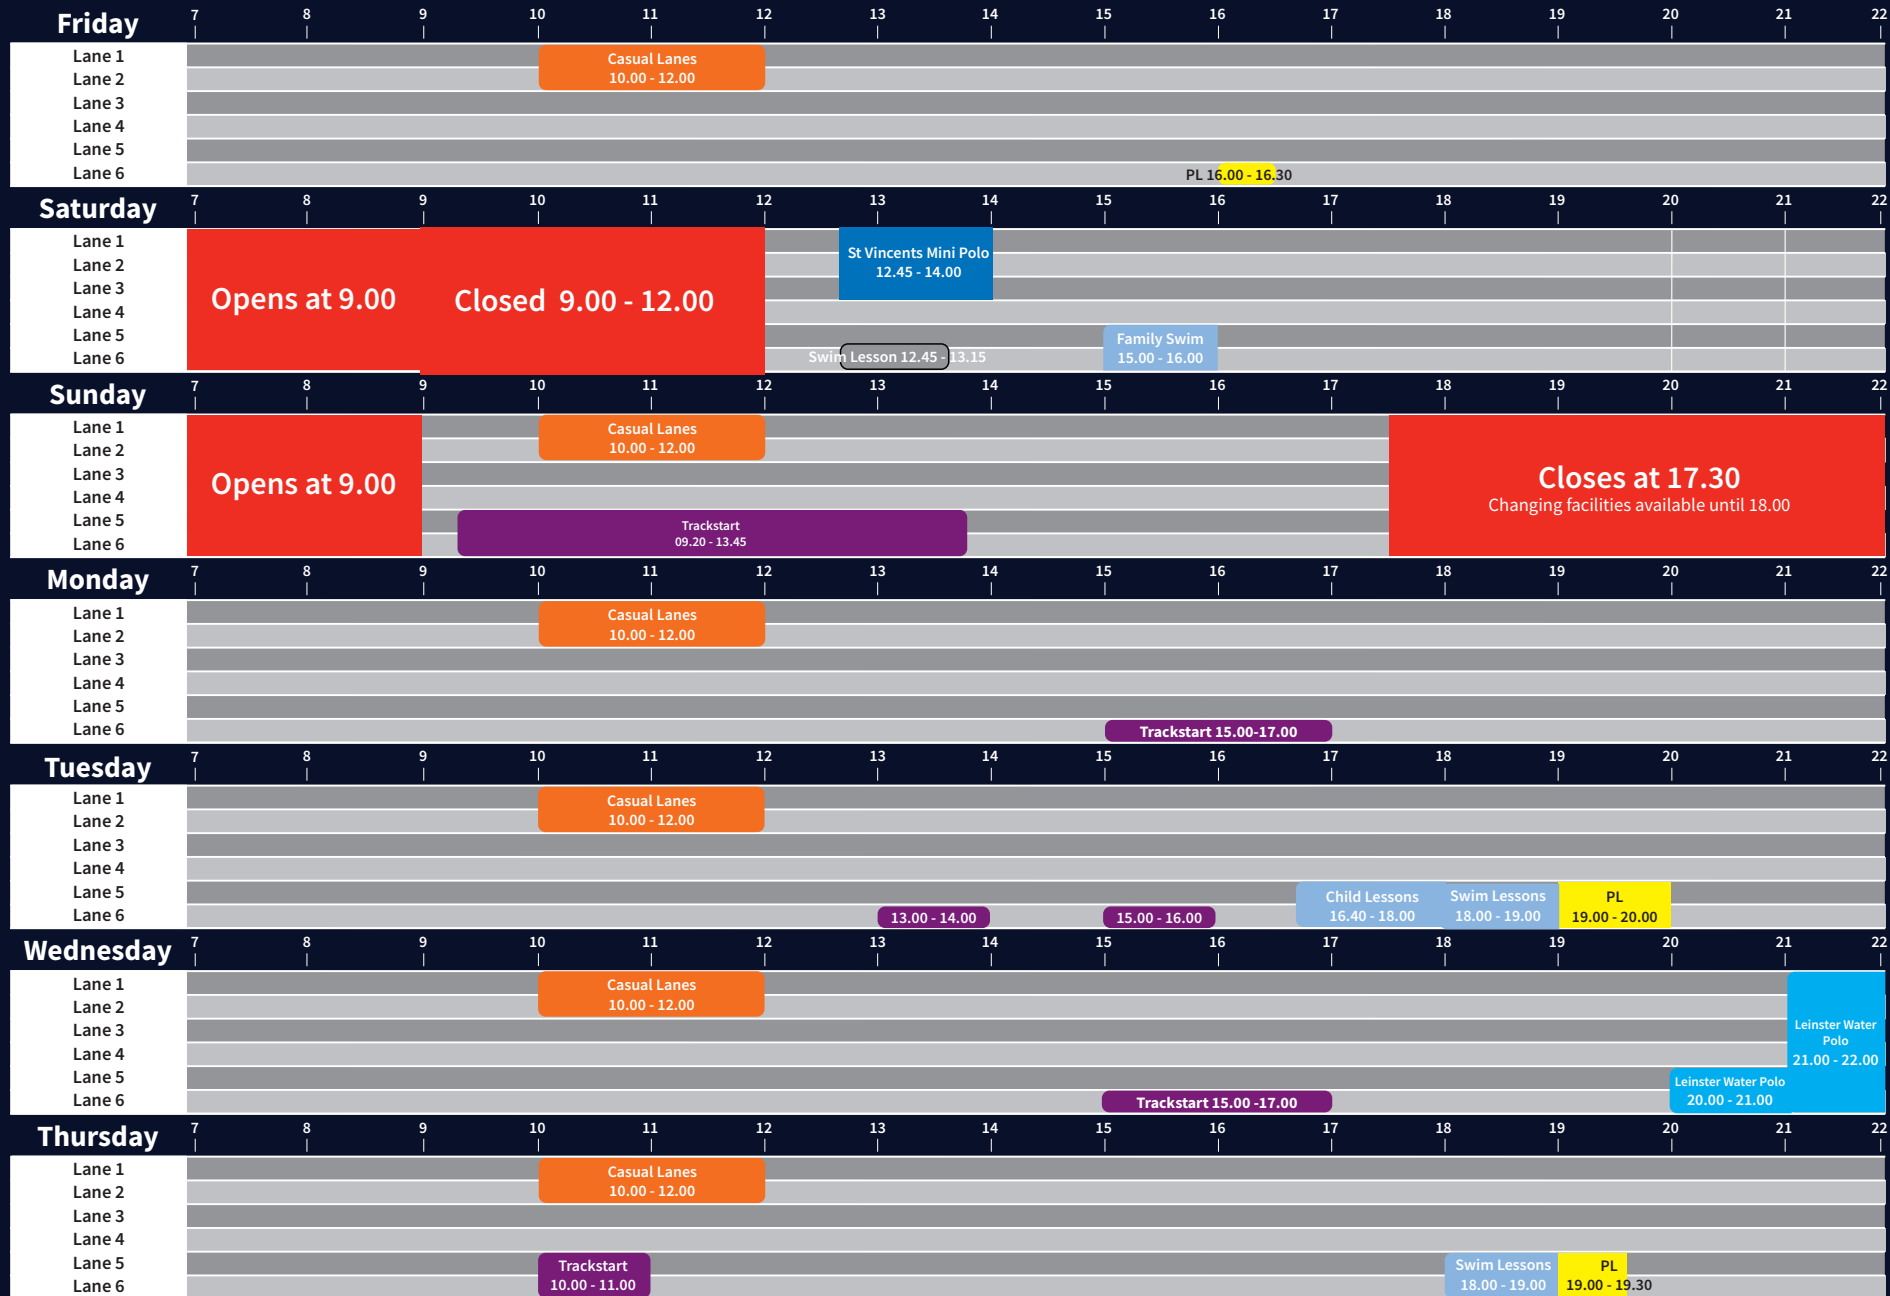 Friday
7 8 9 10 11 12 13 14 15 16 17 18 19 20 21 22
Lane 1
Lane 2
Lane 3
Lane 4
Lane 5
Lane 6
Casual Lanes
10.00 - 12.00
PL 16.00 - 16.30
Saturday
7 8 9 10 11 12 13 14 15 16 17 18 19 20 21 22
Lane 1
Lane 2
Lane 3
Lane 4
Lane 5
Lane 6
Opens at 9.00
Closed 9.00 - 12.00
St Vincents Mini Polo
12.45 - 14.00
Swim Lesson 12.45 - 13.15
Family Swim
15.00 - 16.00
Sunday
7 8 9 10 11 12 13 14 15 16 17 18 19 20 21 22
Lane 1
Lane 2
Lane 3
Lane 4
Lane 5
Lane 6
Opens at 9.00
Casual Lanes
10.00 - 12.00
Trackstart
09.20 - 13.45
Closes at 17.30
Changing facilities available until 18.00
Monday
7 8 9 10 11 12 13 14 15 16 17 18 19 20 21 22
Lane 1
Lane 2
Lane 3
Lane 4
Lane 5
Lane 6
Casual Lanes
10.00 - 12.00
Trackstart 15.00-17.00
Tuesday
7 8 9 10 11 12 13 14 15 16 17 18 19 20 21 22
Lane 1
Lane 2
Lane 3
Lane 4
Lane 5
Lane 6
Casual Lanes
10.00 - 12.00
13.00 - 14.00
15.00 - 16.00
Child Lessons
16.40 - 18.00
Swim Lessons
18.00 - 19.00
PL
19.00 - 20.00
Wednesday
7 8 9 10 11 12 13 14 15 16 17 18 19 20 21 22
Lane 1
Lane 2
Lane 3
Lane 4
Lane 5
Lane 6
Casual Lanes
10.00 - 12.00
Trackstart 15.00 -17.00
Leinster Water Polo
20.00 - 21.00
Leinster Water
Polo
21.00 - 22.00
Thursday
7 8 9 10 11 12 13 14 15 16 17 18 19 20 21 22
Lane 1
Lane 2
Lane 3
Lane 4
Lane 5
Lane 6
Casual Lanes
10.00 - 12.00
Trackstart
10.00 - 11.00
Swim Lessons
18.00 - 19.00
PL
19.00 - 19.30